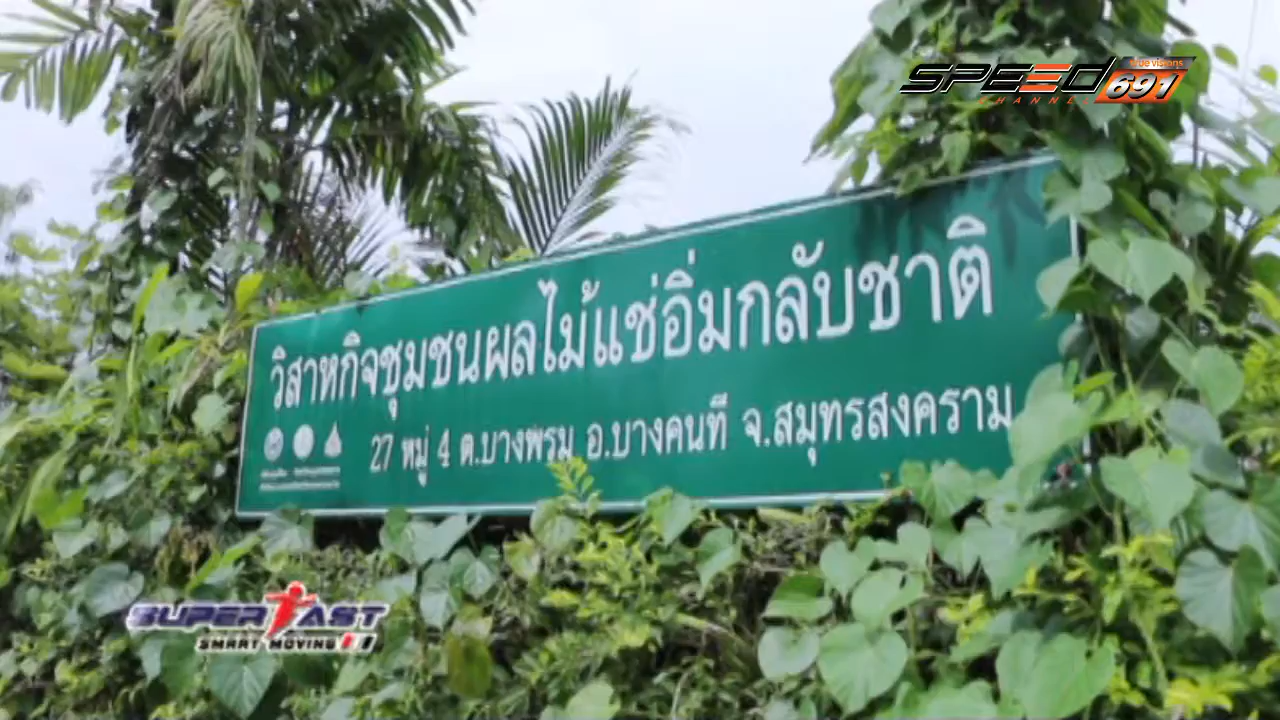 true visions
SPEED 691
CHANNEL
วิสาหกิจชุมชนผลไม้แช่อิ่มกลับชาติ
27 หมู่ 4 ต.บางพรม อ.บางคนที จ.สมุทรสงคราม
SUPERFAST
SMART MOVING